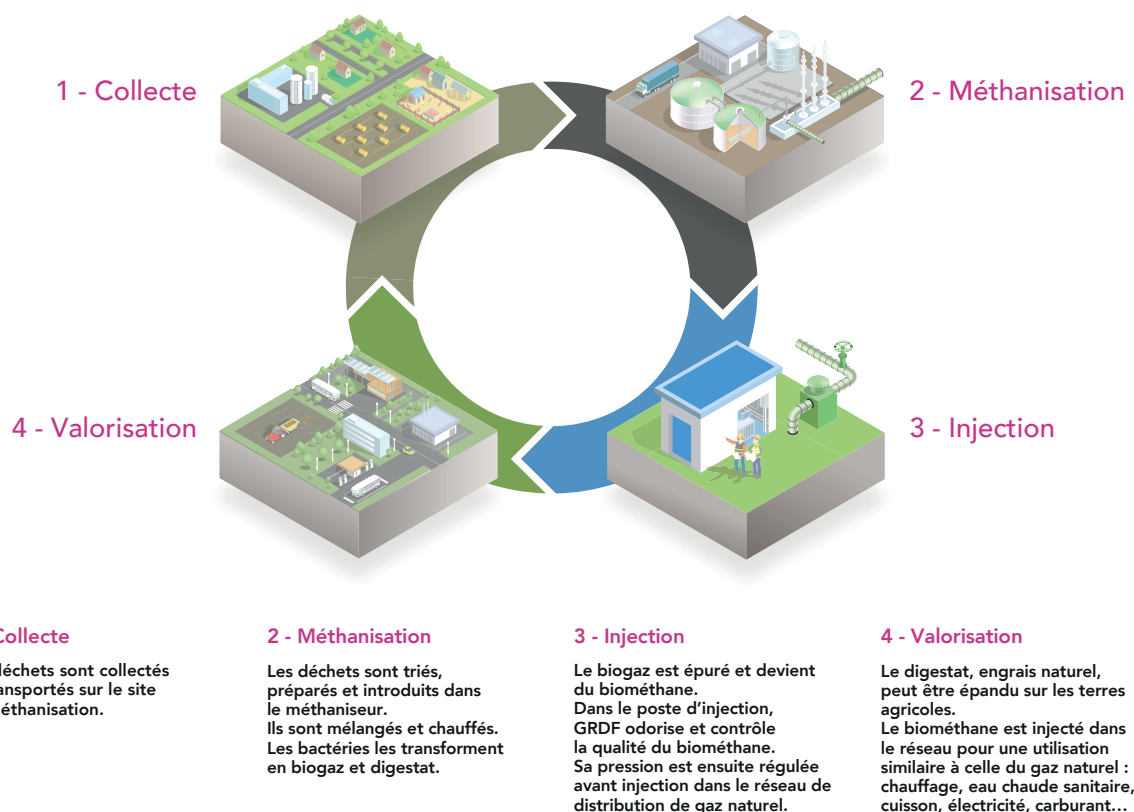 1 - Collecte
2 - Méthanisation
4 - Valorisation
3 - Injection
Collecte
déchets sont collectés
sur le site
2 - Méthanisation
Les déchets sont triés,
préparés et introduits dans
le méthaniseur.
Ils sont mélangés et chauffés.
Les bactéries les transforment
en biogaz et digestat.
3 - Injection
Le biogaz est épuré et devient
du biométhane.
Dans le poste d’injection,
GRDF odorise et contrôle
la qualité du biométhane.
Sa pression est ensuite régulée
avant injection dans le réseau de
distribution de gaz naturel.
4 - Valorisation
Le digestat, engrais naturel,
peut être épandu sur les terres
agricoles.
Le biométhane est injecté dans
le réseau pour une utilisation
similaire à celle du gaz naturel :
chauffage, eau chaude sanitaire,
cuisson, électricité, carburant…